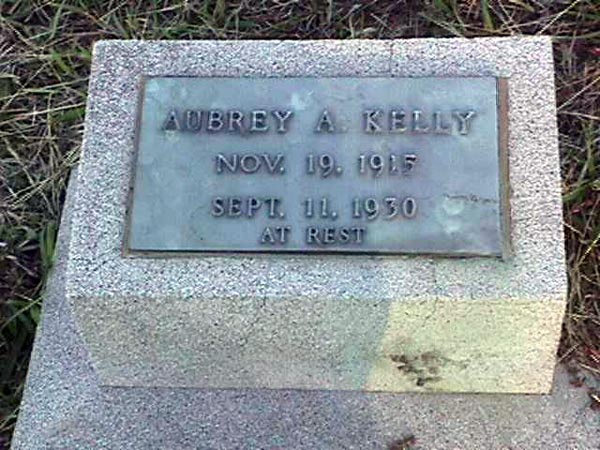 AUBREY A. KELLY
NOV. 19, 1915
SEPT. 11, 1930
AT REST